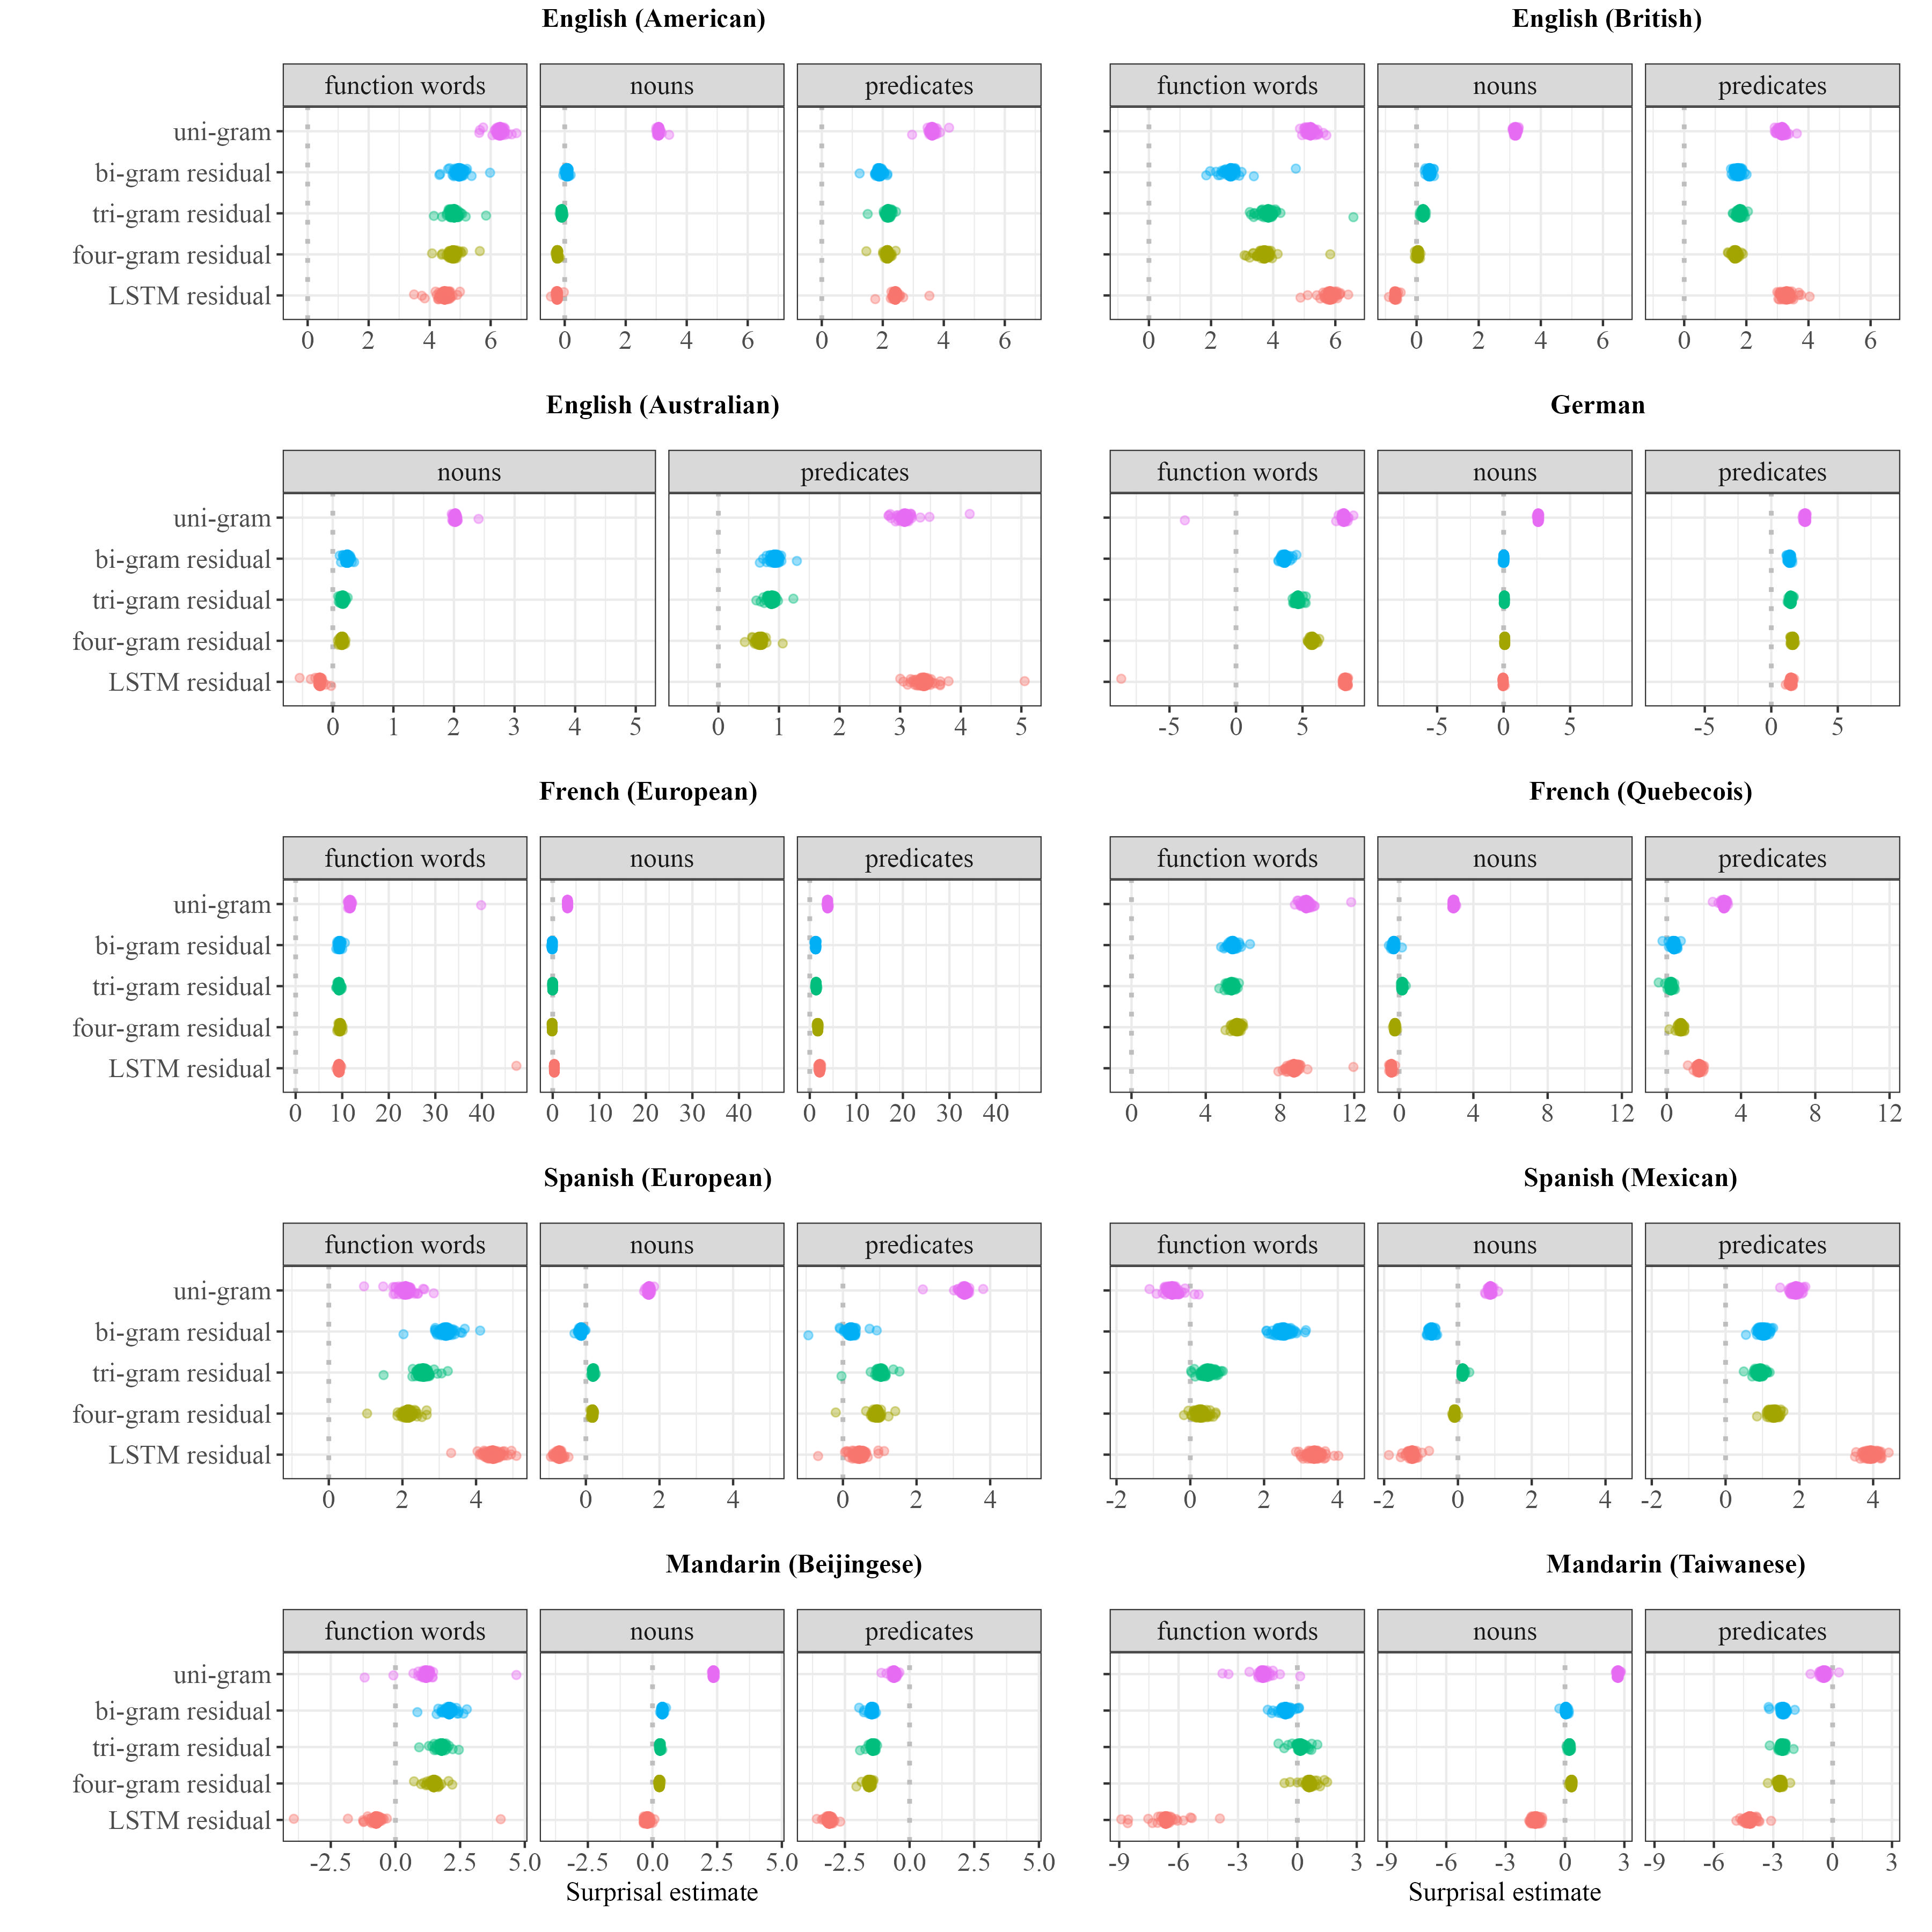 English (American) English (British)
function words nouns predicates function words nouns predicates
uni-gram
bi-gram residual
tri-gram residual
four-gram residual
LSTM residual
0 2 4 6 0 2 4 6 0 2 4 6 0 2 4 6 0 2 4 6 0 2 4 6
English (Australian) German
nouns predicates function words nouns predicates
uni-gram
bi-gram residual
tri-gram residual
four-gram residual
LSTM residual
0 1 2 3 4 5 0 1 2 3 4 5 -5 0 5 -5 0 5 -5 0 5
French (European) French (Quebecois)
function words nouns predicates function words nouns predicates
uni-gram
bi-gram residual
tri-gram residual
four-gram residual
LSTM residual
0 10 20 30 40 0 10 20 30 40 0 10 20 30 40 0 4 8 12 0 4 8 12 0 4 8 12
Spanish (European) Spanish (Mexican)
function words nouns predicates function words nouns predicates
uni-gram
bi-gram residual
tri-gram residual
four-gram residual
LSTM residual
0 2 4 0 2 4 0 2 4 -2 0 2 4 -2 0 2 4 -2 0 2 4
Mandarin (Beijingese) Mandarin (Taiwanese)
function words nouns predicates function words nouns predicates
uni-gram
bi-gram residual
tri-gram residual
four-gram residual
LSTM residual
-2.5 0.0 2.5 5.0 -2.5 0.0 2.5 5.0 -2.5 0.0 2.5 5.0 -9 -6 -3 0 3 -9 -6 -3 0 3 -9 -6 -3 0 3
Surprisal estimate Surprisal estimate